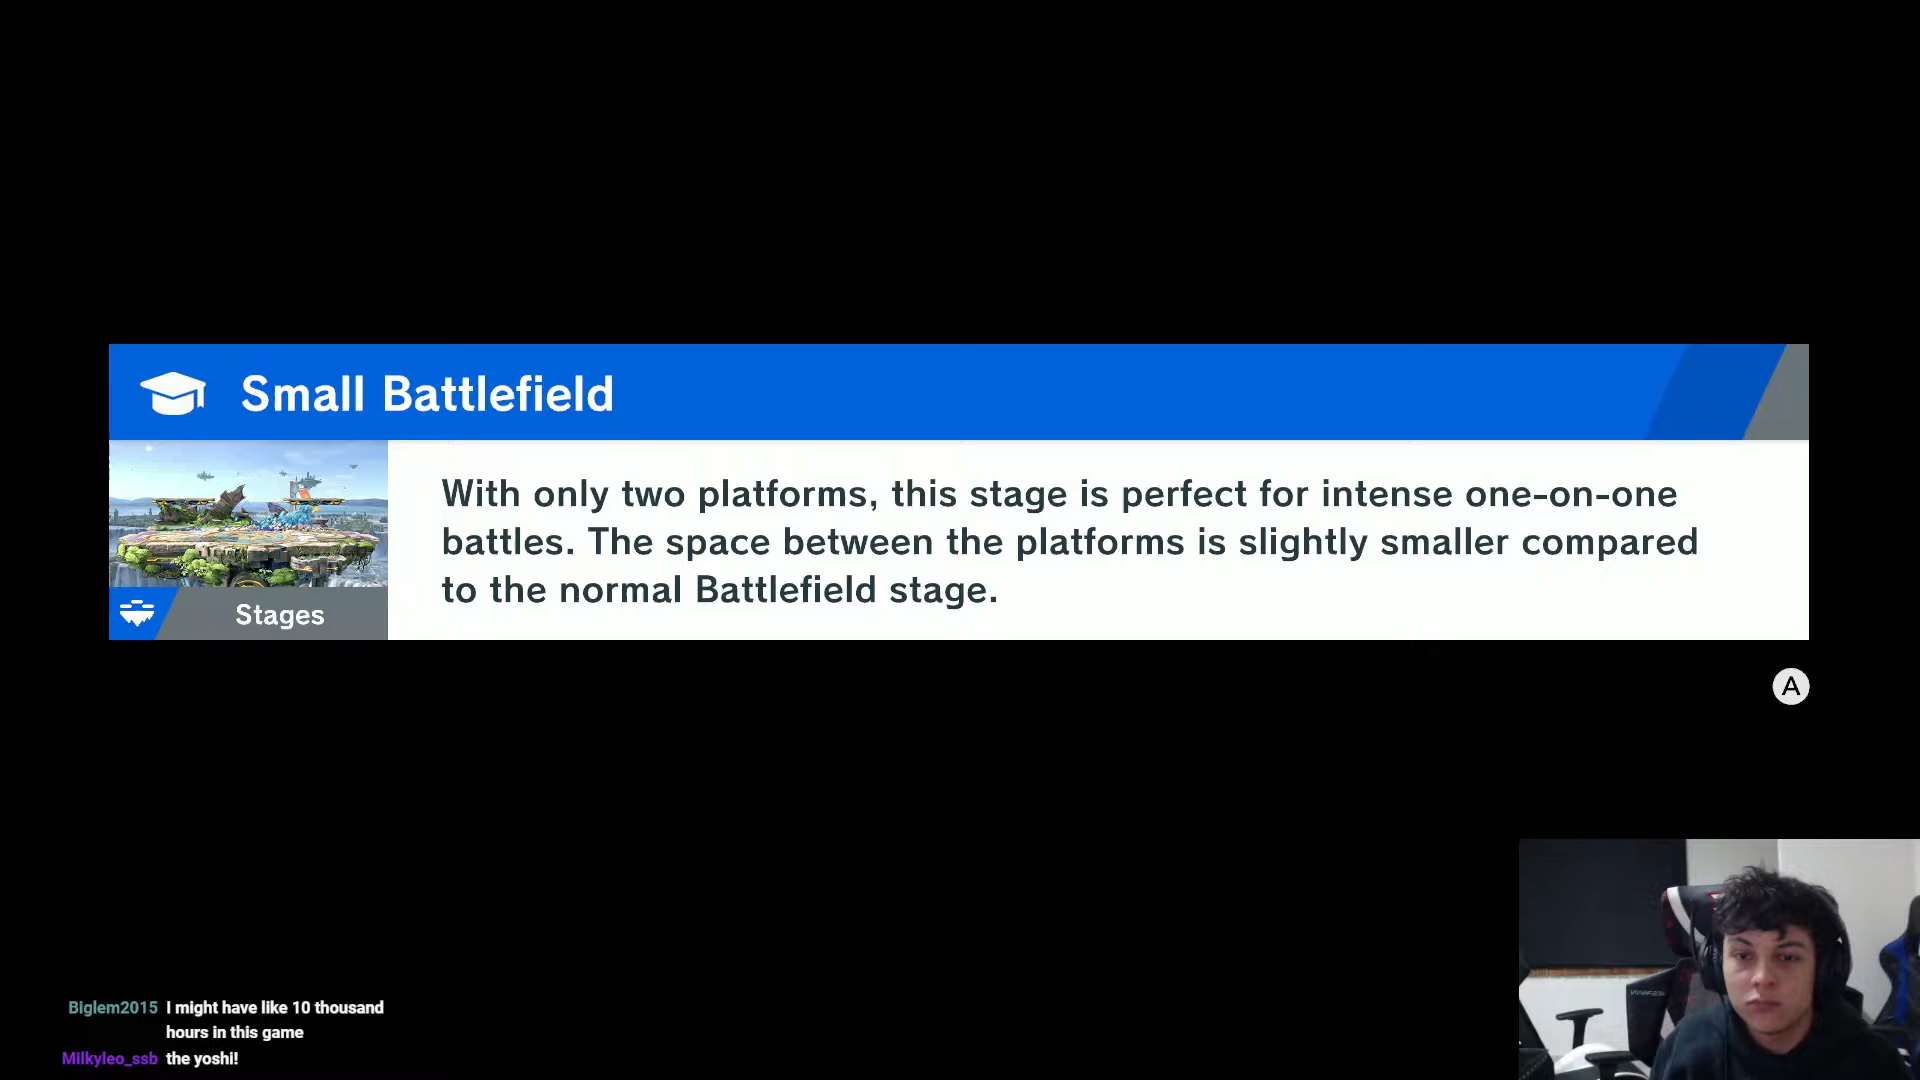 Small Battlefield
With only two platforms, this stage is perfect for intense one-on-one
battles. The space between the platforms is slightly smaller compared
to the normal Battlefield stage.
Stages
A
Biglem2015 I might have like 10 thousand
hours in this game
Milkyleo_ssb the yoshi!